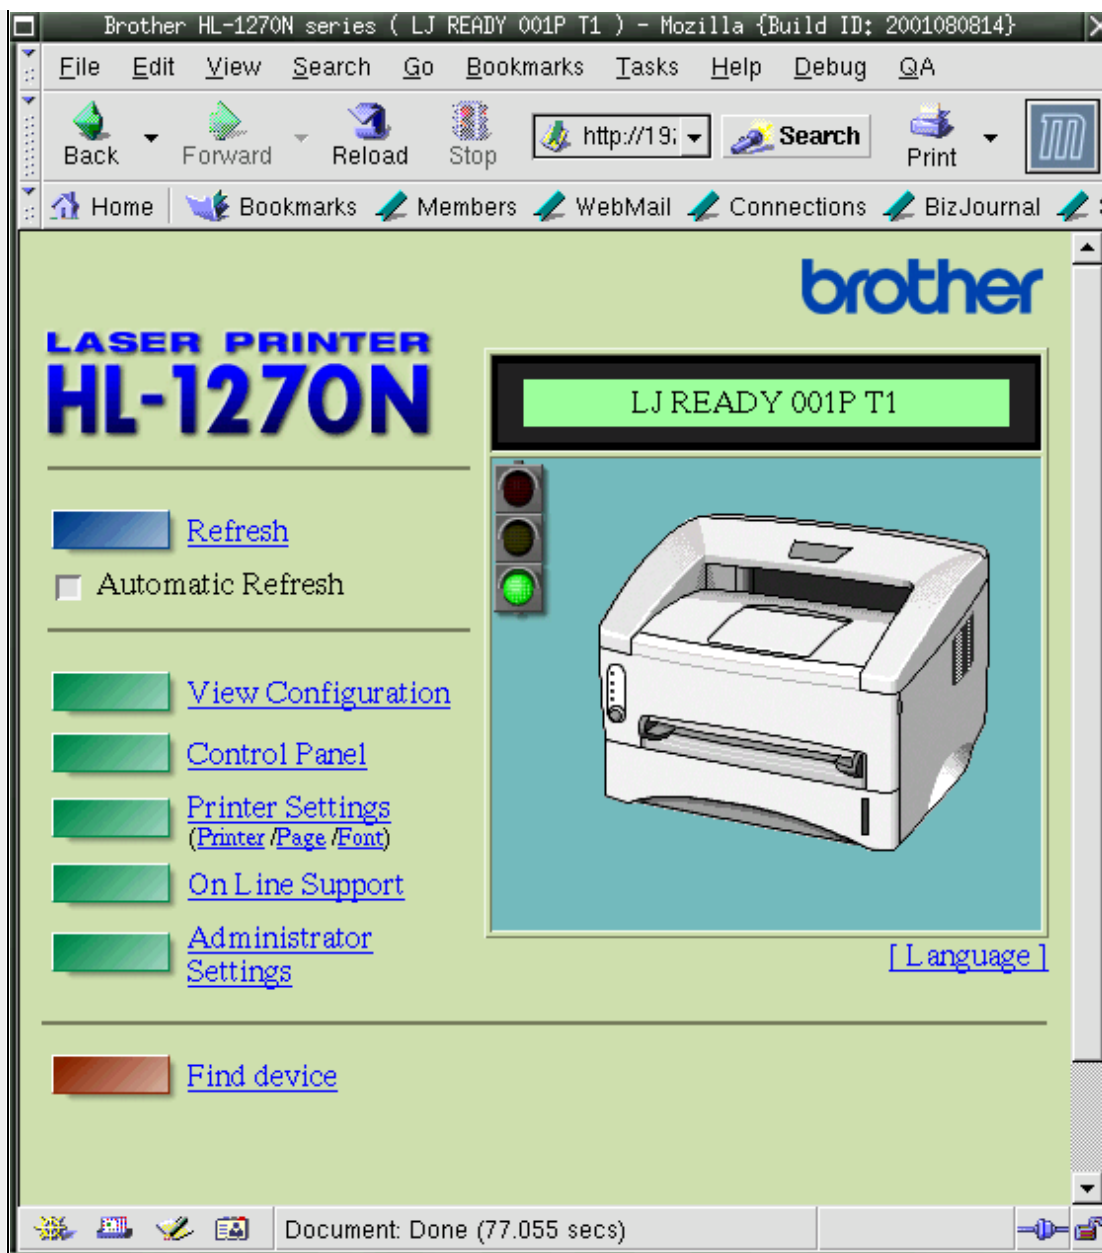 Brother HL-1270N series ( LJ READY 001P T1 ) - Mozilla {Build ID: 2001080814}
File Edit View Search Go Bookmarks Tasks Help Debug QA
Back Forward Reload Stop http://19 Search Print
Home Bookmarks Members WebMail Connections BizJournal
brother
LASER PRINTER
HL-1270N
LJ READY 001P T1
Refresh
Automatic Refresh
View Configuration
Control Panel
Printer Settings
(Printer /Page /Font)
On Line Support
Administrator
Settings
[ Language ]
Find device
Document: Done (77.055 secs)